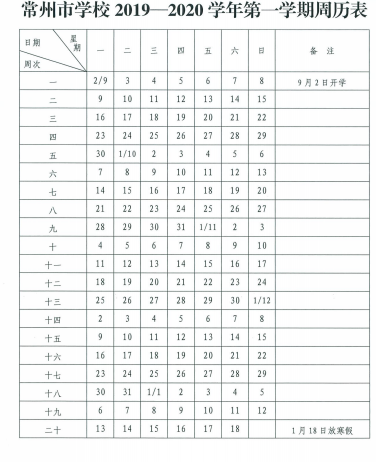 常州市学校 2019—2020 学年第一学期周历表
日期 星期 周次 一 二 三 四 五 六 日 备 注
一 2/9 3 4 5 6 7 8 9月2日开学
二 9 10 11 12 13 14 15
三 16 17 18 19 20 21 22
四 23 24 25 26 27 28 29
五 30 1/10 2 3 4 5 6
六 7 8 9 10 11 12 13
七 14 15 16 17 18 19 20
八 21 22 23 24 25 26 27
九 28 29 30 31 1/11 2 3
十 4 5 6 7 8 9 10
十一 11 12 13 14 15 16 17
十二 18 19 20 21 22 23 24
十三 25 26 27 28 29 30 1/12
十四 2 3 4 5 6 7 8
十五 9 10 11 12 13 14 15
十六 16 17 18 19 20 21 22
十七 23 24 25 26 27 28 29
十八 30 31 1/1 2 3 4 5
十九 6 7 8 9 10 11 12
二十 13 14 15 16 17 18 1月18日放寒假